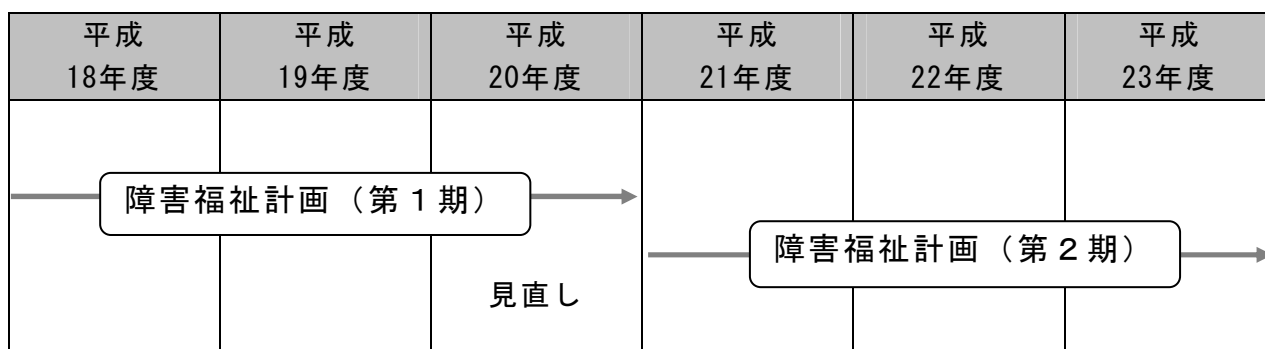 平成 平成 平成 平成 平成 平成
18年度 19年度 20年度 21年度 22年度 23年度
障害福祉計画（第１期）
障害福祉計画（第２期）
見直し